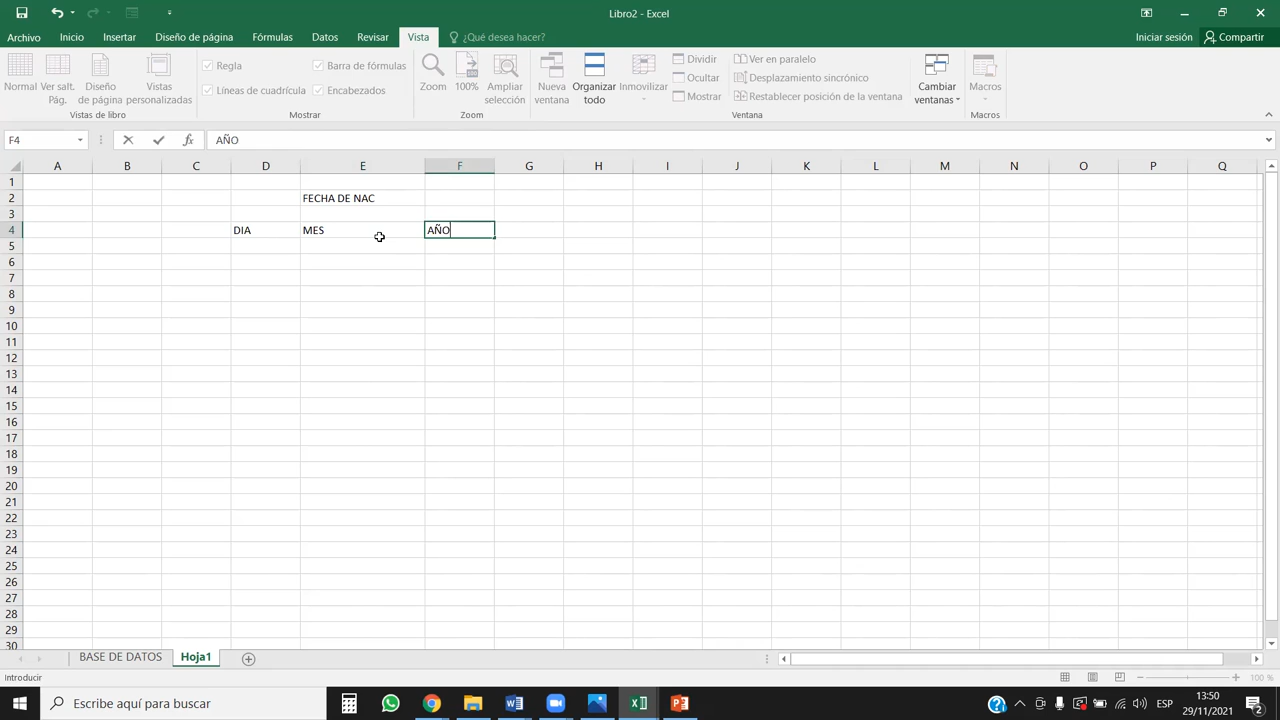 Libro2 - Excel
Archivo Inicio Insertar Diseño de página Fórmulas Datos Revisar Vista ¿Qué desea hacer? Iniciar sesión Compartir
Normal Ver salt. Pág. Diseño de página Vistas personalizadas
Vistas de libro
Regla Barra de fórmulas
Líneas de cuadrícula Encabezados
Mostrar
Zoom 100% Ampliar selección
Zoom
Nueva ventana Organizar todo Inmovilizar
Dividir Ver en paralelo
Ocultar Desplazamiento sincrónico
Mostrar Restablecer posición de la ventana
Ventana
Cambiar ventanas
Macros
Macros
F4 fx AÑO
A B C D E F G H I J K L M N O P Q
1
2 FECHA DE NAC
3
4 DIA MES AÑO
5
6
7
8
9
10
11
12
13
14
15
16
17
18
19
20
21
22
23
24
25
26
27
28
29
30
BASE DE DATOS Hoja1
Introducir 100 %
Escribe aquí para buscar ESP 13:50
29/11/2021 2